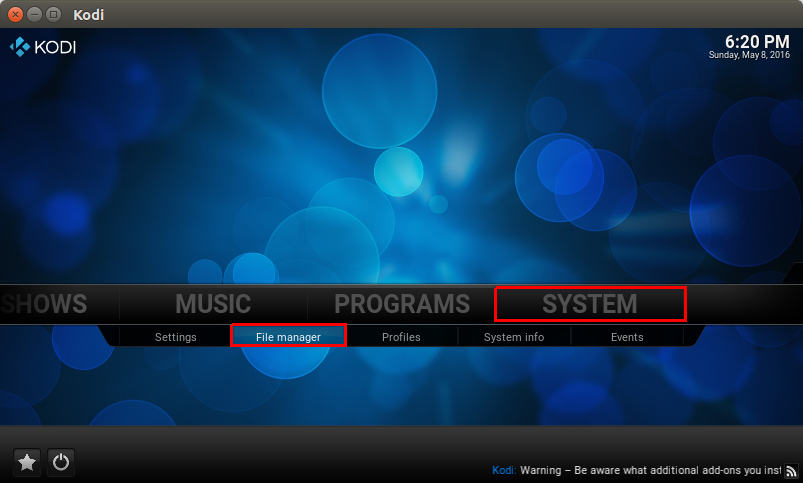 Kodi
KODI
6:20 PM
Sunday, May 8, 2016
SHOWS MUSIC PROGRAMS SYSTEM
Settings File manager Profiles System info Events
Kodi: Warning – Be aware what additional add-ons you inst